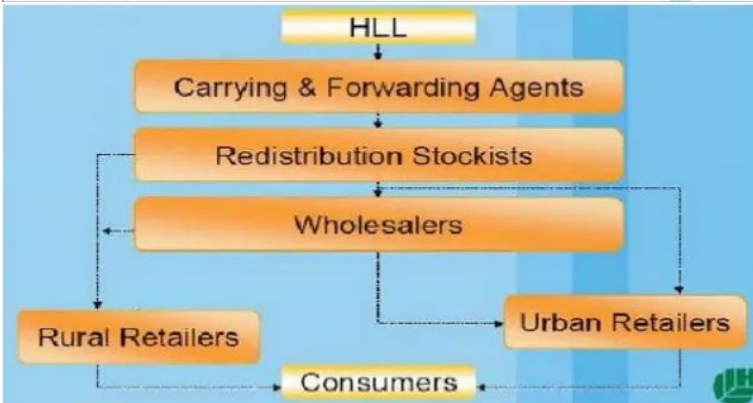 HLL
Carrying & Forwarding Agents
Redistribution Stockists
Wholesalers
Rural Retailers
Urban Retailers
Consumers